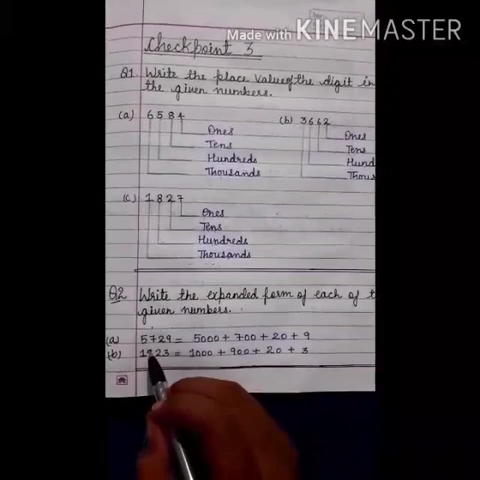 Made with KINEMASTER
Checkpoint 3
Q1 Write the place value of the digit in
the given numbers.
(a) 6584 (b) 3662
Ones Ones
Tens Tens
Hundreds Hund
Thousands Thous
(c) 1827
Ones
Tens
Hundreds
Thousands
Q2 Write the expanded form of each of t
given numbers.
(a) 5729 = 5000 + 700 + 20 + 9
(b) 1923 = 1000 + 900 + 20 + 3